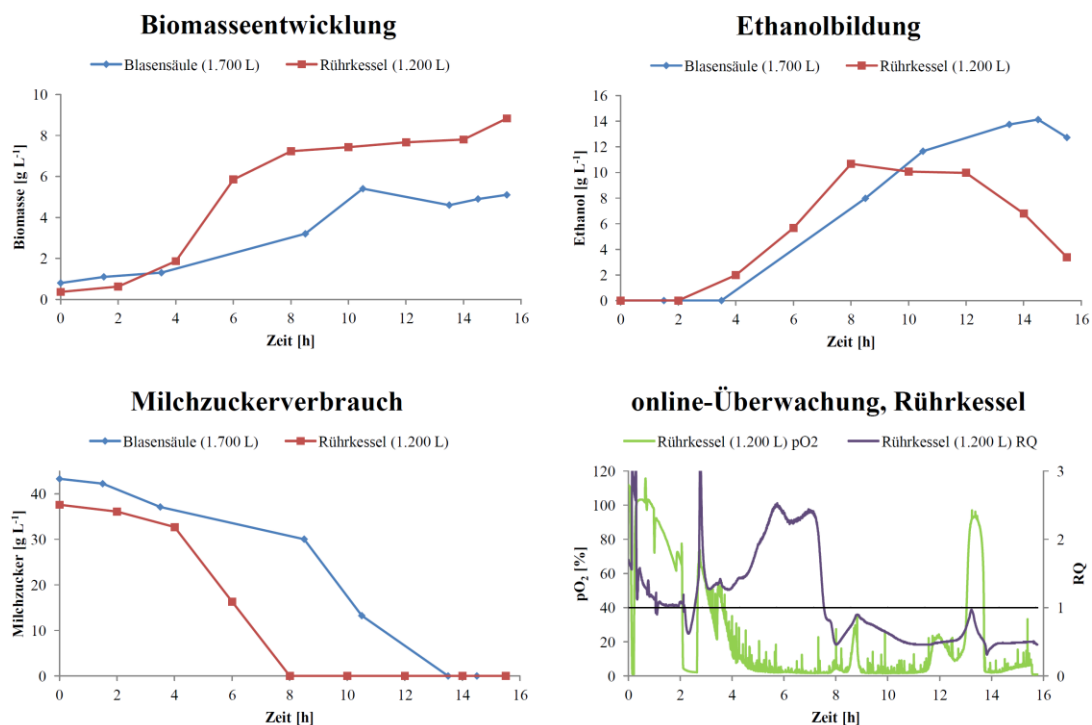 Biomasseentwicklung
Blasensäule (1.700 L) Rührkessel (1.200 L)
10
8
6
4
2
0
Biomasse [g L-1]
0 2 4 6 8 10 12 14 16
Zeit [h]
Ethanolbildung
Blasensäule (1.700 L) Rührkessel (1.200 L)
16
14
12
10
8
6
4
2
0
Ethanol [g L-1]
0 2 4 6 8 10 12 14 16
Zeit [h]
Milchzuckerverbrauch
Blasensäule (1.700 L) Rührkessel (1.200 L)
40
30
20
10
0
Milchzucker [g L-1]
0 2 4 6 8 10 12 14 16
Zeit [h]
online-Überwachung, Rührkessel
Rührkessel (1.200 L) pO2 Rührkessel (1.200 L) RQ
120
100
80
60
40
20
0
pO2 [%]
3
2
1
0
RQ
0 2 4 6 8 10 12 14 16
Zeit [h]